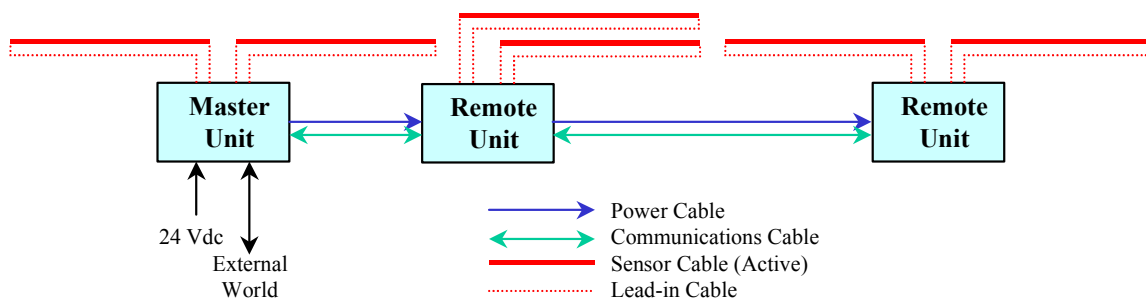 Master
Unit
Remote
Unit
Remote
Unit
24 Vdc
External
World
Power Cable
Communications Cable
Sensor Cable (Active)
Lead-in Cable